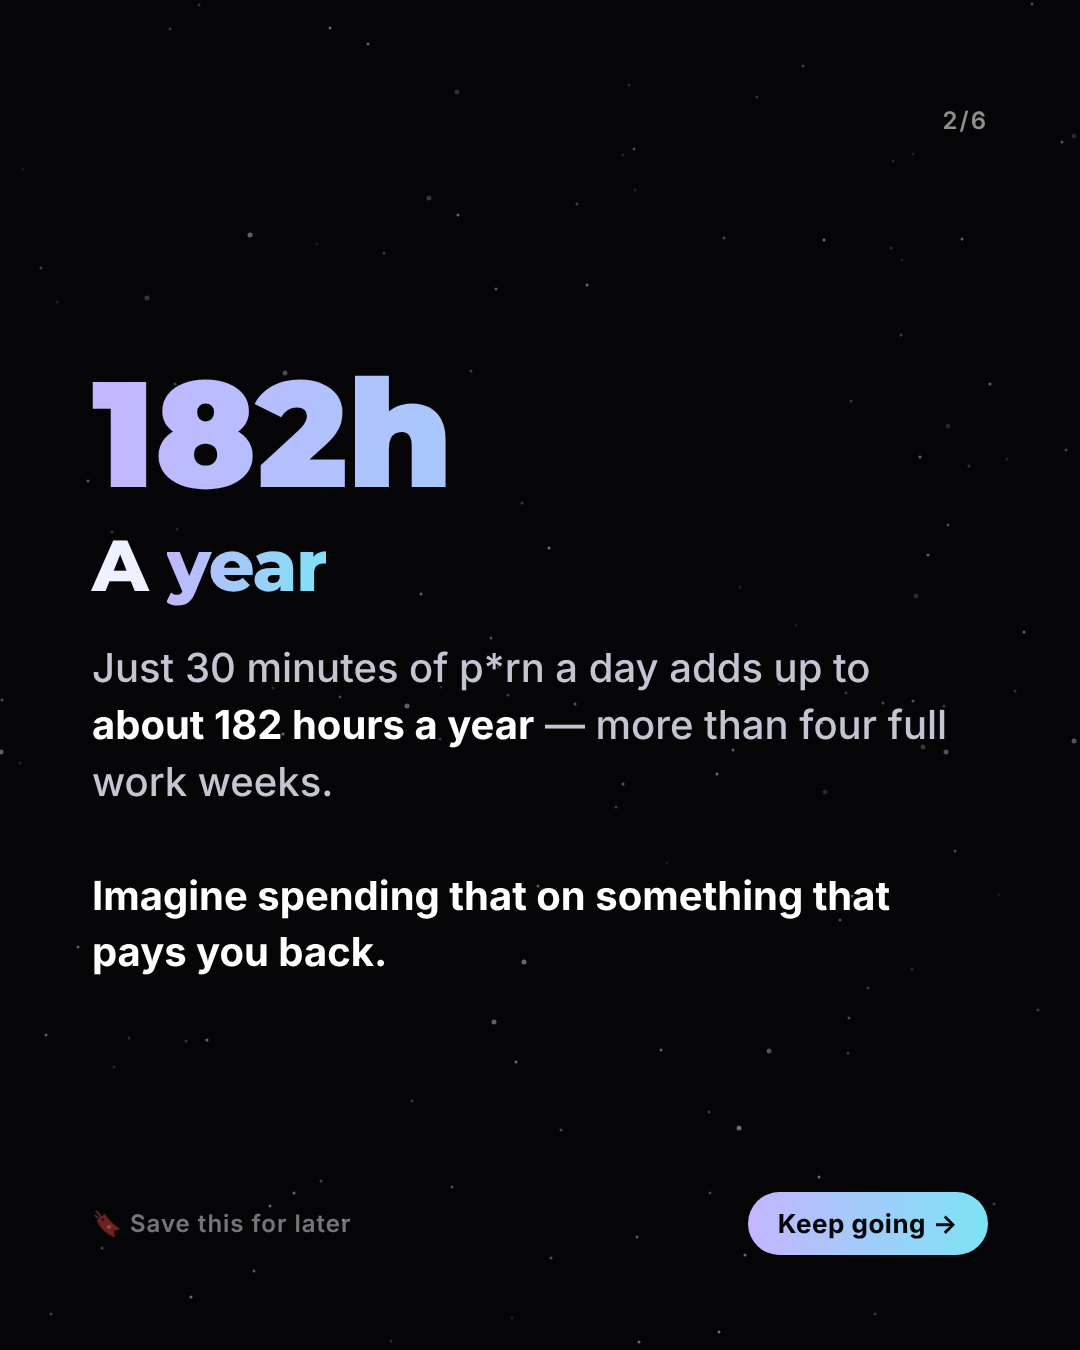 2/6
182h
A year
Just 30 minutes of p*rn a day adds up to
about 182 hours a year — more than four full
work weeks.
Imagine spending that on something that
pays you back.
🔖 Save this for later
Keep going →